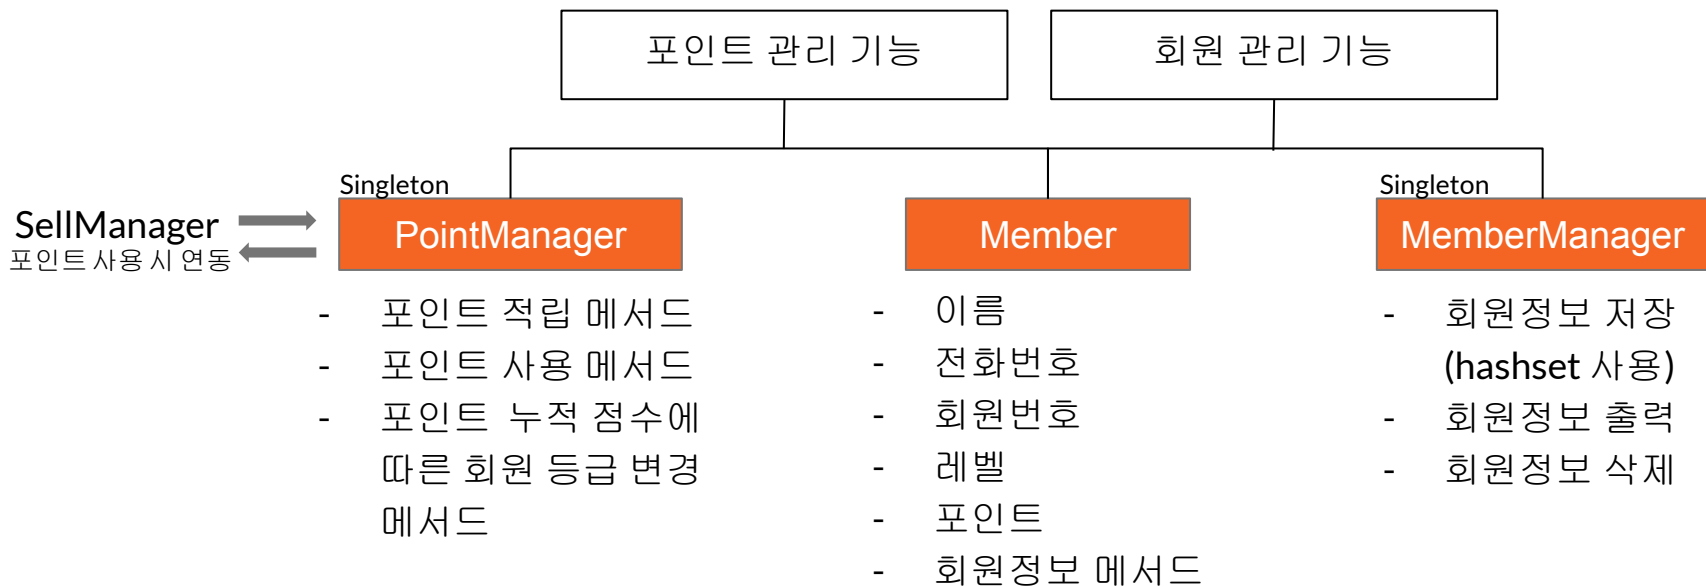 포인트 관리 기능
회원 관리 기능
Singleton
Singleton
SellManager
포인트 사용 시 연동
PointManager
Member
MemberManager
- 포인트 적립 메서드
- 포인트 사용 메서드
- 포인트 누적 점수에
따른 회원 등급 변경
메서드
- 이름
- 전화번호
- 회원번호
- 레벨
- 포인트
- 회원정보 메서드
- 회원정보 저장
(hashset 사용)
- 회원정보 출력
- 회원정보 삭제